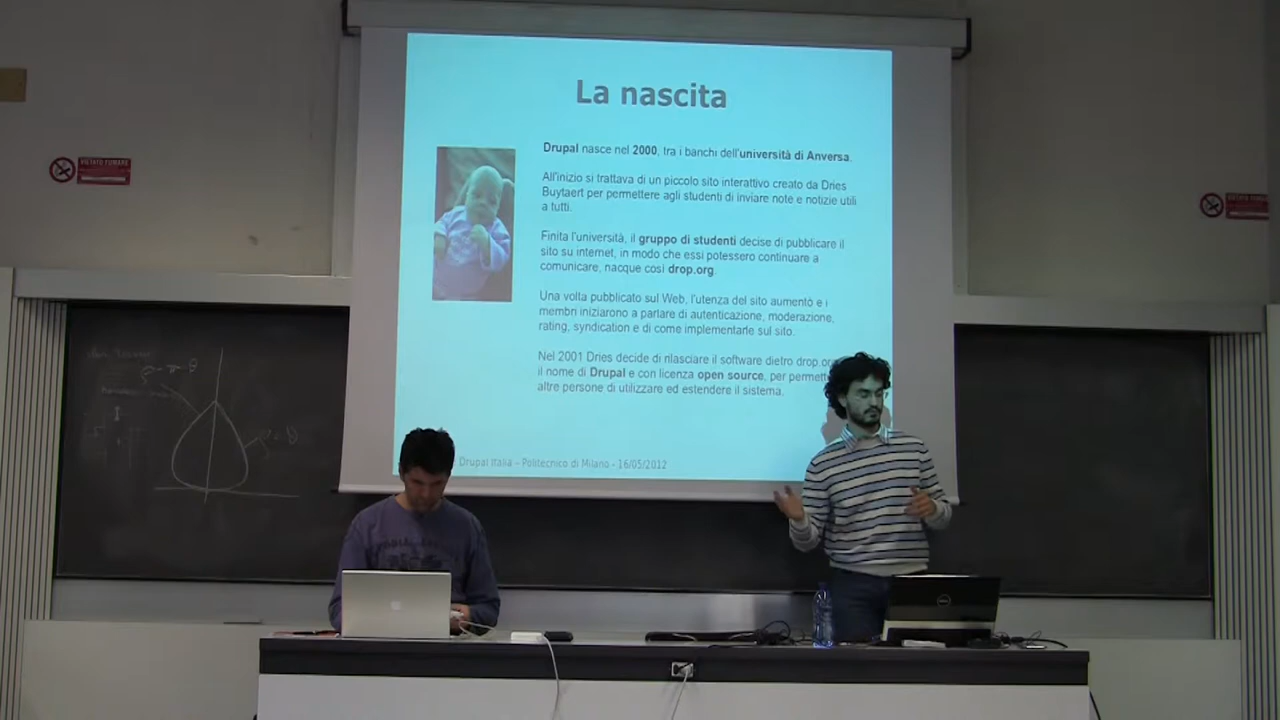 La nascita
Drupal nasce nel 2000, tra i banchi dell'università di Anversa.
All'inizio si trattava di un piccolo sito interattivo creato da Dries
Buytaert per permettere agli studenti di inviare note e notizie utili
a tutti.
Finita l'università, il gruppo di studenti decise di pubblicare il
sito su internet, in modo che essi potessero continuare a
comunicare, nacque così drop.org.
Una volta pubblicato sul Web, l'utenza del sito aumentò e i
membri iniziarono a parlare di autenticazione, moderazione,
rating, syndication e di come implementarle sul sito.
Nel 2001 Dries decide di rilasciare il software dietro drop.or
il nome di Drupal e con licenza open source, per permett
altre persone di utilizzare ed estendere il sistema.
Drupal Italia – Politecnico di Milano - 16/05/2012
VIETATO FUMARE
VIETATO FUMARE
DELL